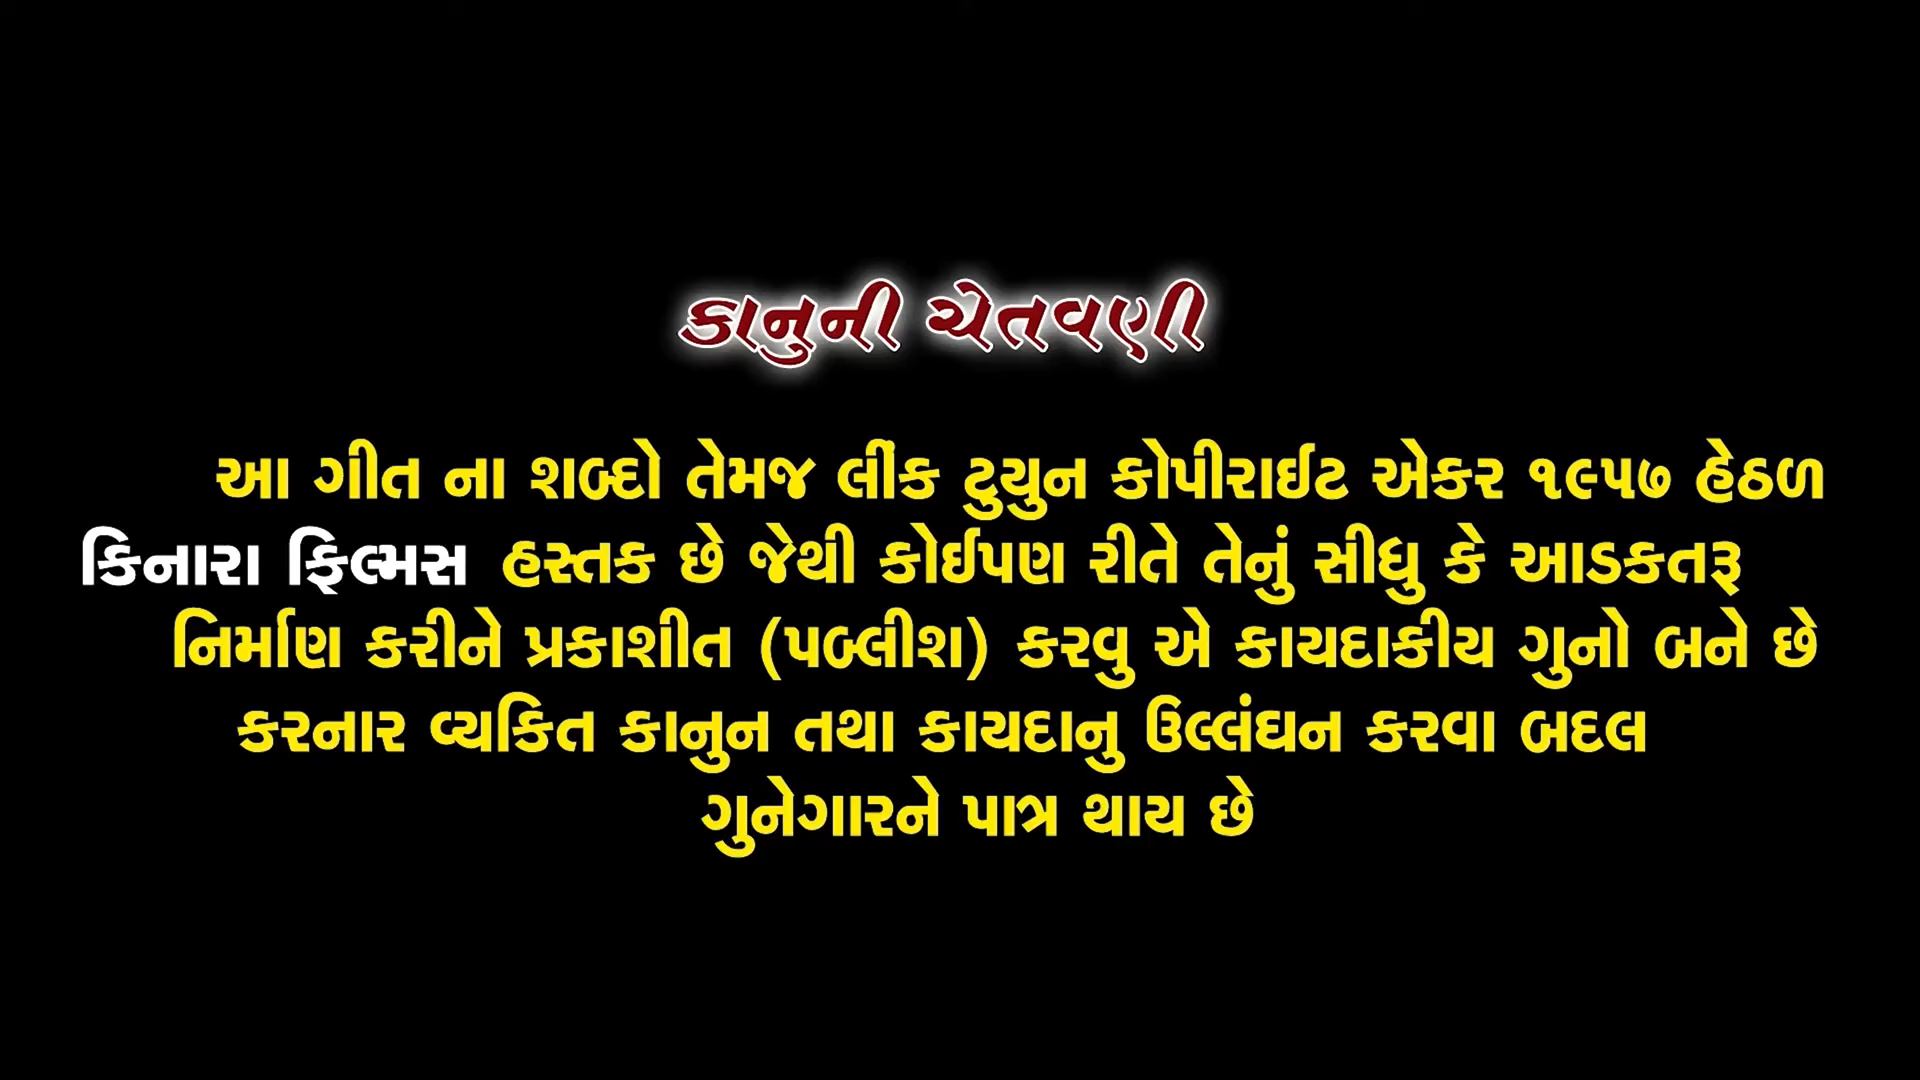 કાનુની ચેતવણી
આ ગીત ના શબ્દો તેમજ લીંક ટુયુન કોપીરાઈટ એકર ૧૯૫૭ હેઠળ
કિનારા ફિલ્મસ હસ્તક છે જેથી કોઈપણ રીતે તેનું સીધુ કે આડકતરૂ
નિર્માણ કરીને પ્રકાશીત (પબ્લીશ) કરવુ એ કાયદાકીય ગુનો બને છે
કરનાર વ્યકિત કાનુન તથા કાયદાનુ ઉલ્લંઘન કરવા બદલ
ગુનેગારને પાત્ર થાય છે